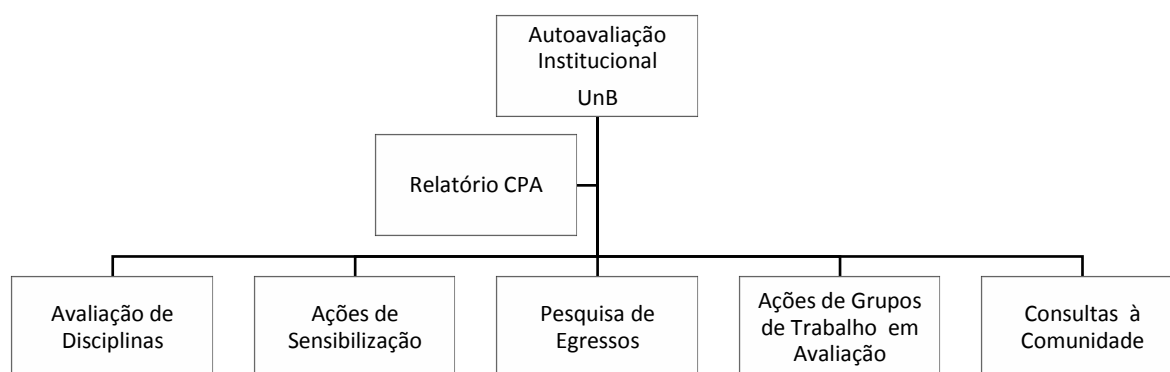 Autoavaliação
Institucional
UnB
Relatório CPA
Avaliação de
Disciplinas
Ações de
Sensibilização
Pesquisa de
Egressos
Ações de Grupos
de Trabalho em
Avaliação
Consultas à
Comunidade